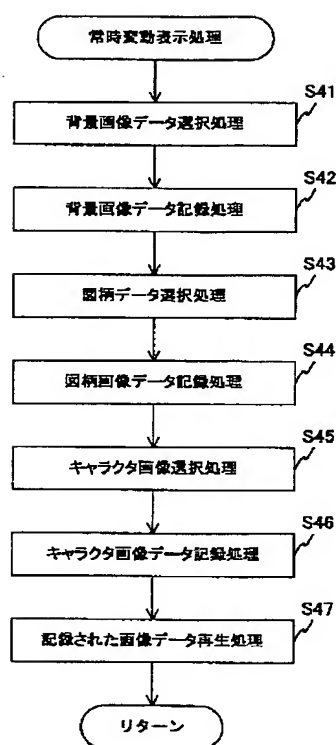 常時変動表示処理
S41
背景画像データ選択処理
S42
背景画像データ記録処理
S43
図柄データ選択処理
S44
図柄画像データ記録処理
S45
キャラクタ画像選択処理
S46
キャラクタ画像データ記録処理
S47
記録された画像データ再生処理
リターン